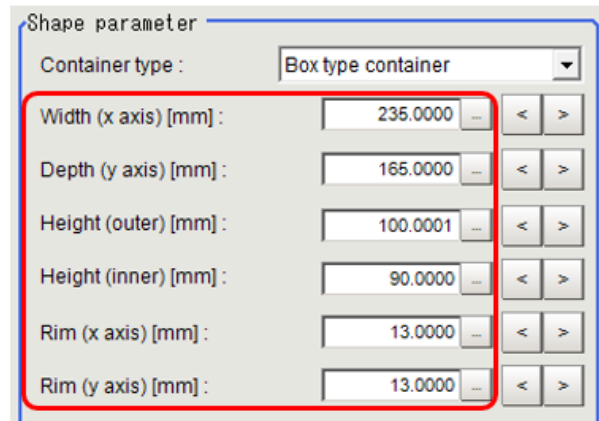 Shape parameter
Container type : Box type container
Width (x axis) [mm] : 235.0000 ... < >
Depth (y axis) [mm] : 165.0000 ... < >
Height (outer) [mm] : 100.0001 ... < >
Height (inner) [mm] : 90.0000 ... < >
Rim (x axis) [mm] : 13.0000 ... < >
Rim (y axis) [mm] : 13.0000 ... < >